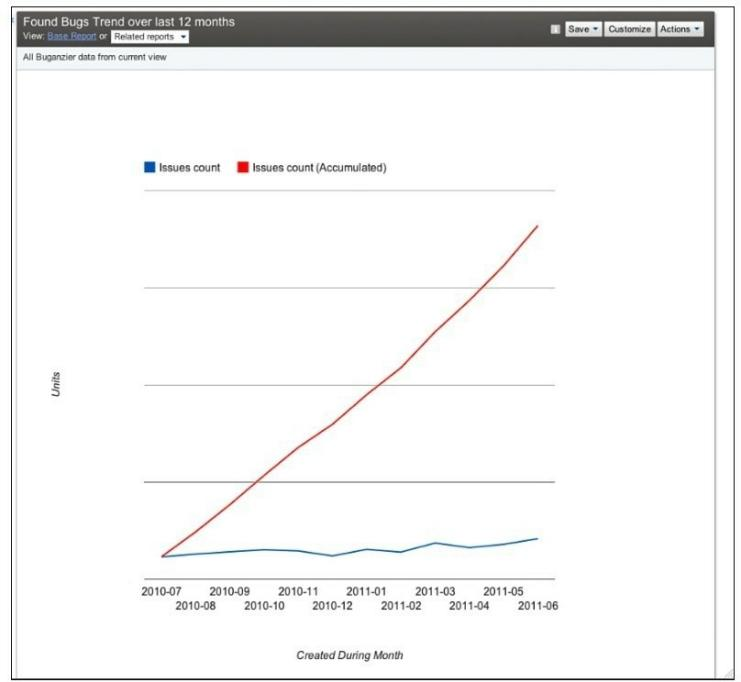 Found Bugs Trend over last 12 months
View: Base Report or Related reports
Save Customize Actions
All Buganzier data from current view
Issues count Issues count (Accumulated)
Units
2010-07 2010-09 2010-11 2011-01 2011-03 2011-05
2010-08 2010-10 2010-12 2011-02 2011-04 2011-06
Created During Month